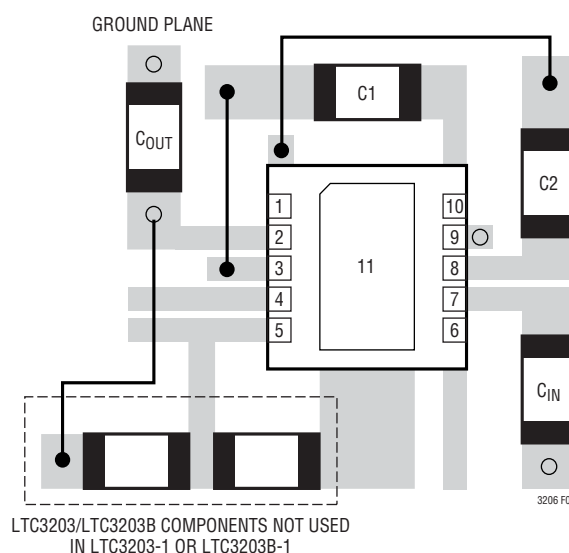 GROUND PLANE
C1
COUT
C2
1
10
2
9
3
11
8
4
7
5
6
CIN
3206 F0
LTC3203/LTC3203B COMPONENTS NOT USED
IN LTC3203-1 OR LTC3203B-1